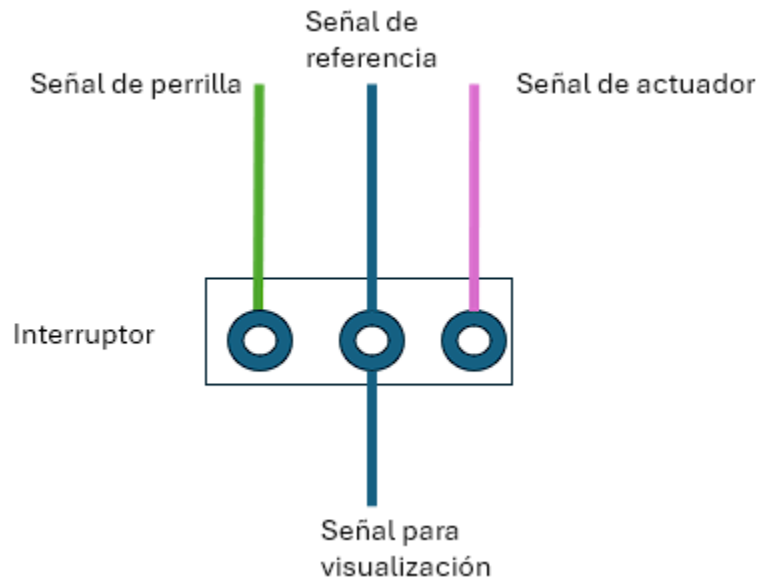 Señal de
referencia
Señal de perrilla
Señal de actuador
Interruptor
Señal para
visualización